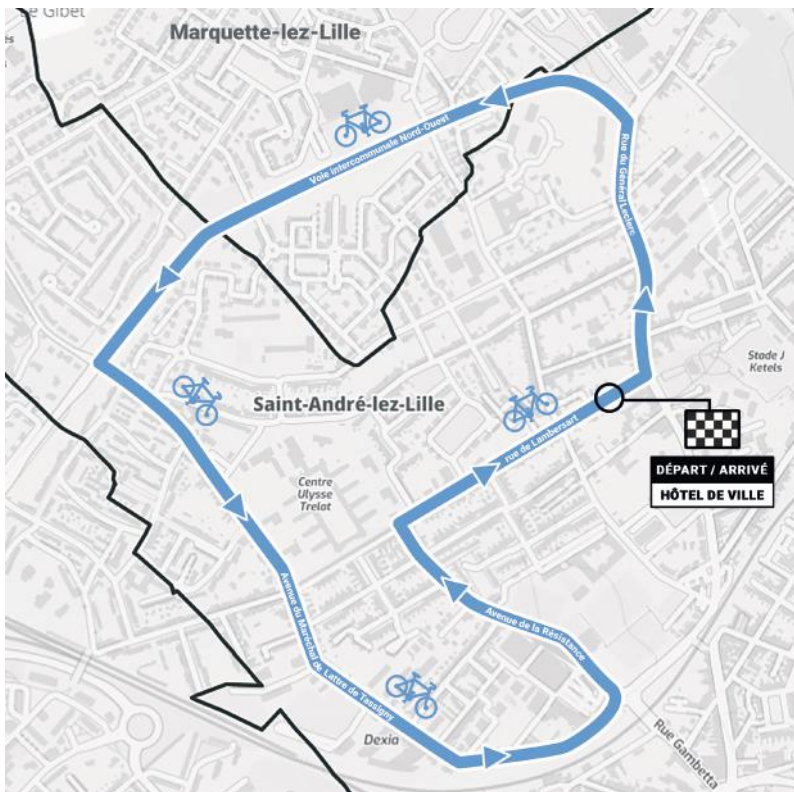 Le Gibet
Marquette-lez-Lille
Voie intercommunale Nord-Ouest
Rue du Général Leclerc
Stade J
Ketels
Saint-André-lez-Lille
rue de Lambersart
DÉPART / ARRIVÉ
HÔTEL DE VILLE
Centre
Ulysse
Trelat
Avenue du Maréchal de Lattre de Tassigny
Avenue de la Résistance
Dexia
Rue Gambetta